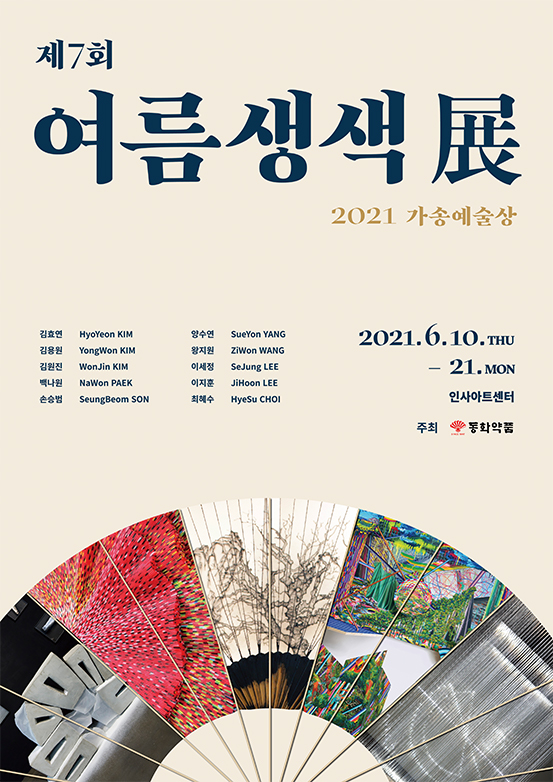 제7회
여름생색展
2021 가송예술상
김효연 HyoYeon KIM
김용원 YongWon KIM
김원진 WonJin KIM
백나원 NaWon PAEK
손승범 SeungBeom SON
양수연 SueYon YANG
왕지원 ZiWon WANG
이세정 SeJung LEE
이지훈 JiHoon LEE
최혜수 HyeSu CHOI
2021.6.10.THU
– 21.MON
인사아트센터
주최 동화약품